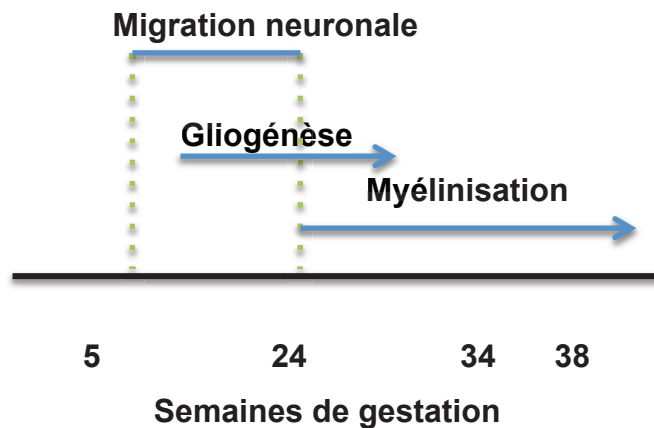 Migration neuronale
Gliogénèse
Myélinisation
5 24 34 38
Semaines de gestation